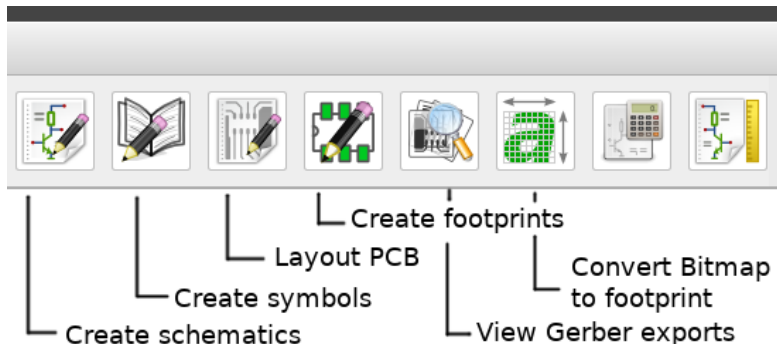 Create footprints
Layout PCB
Convert Bitmap
to footprint
Create symbols
View Gerber exports
Create schematics